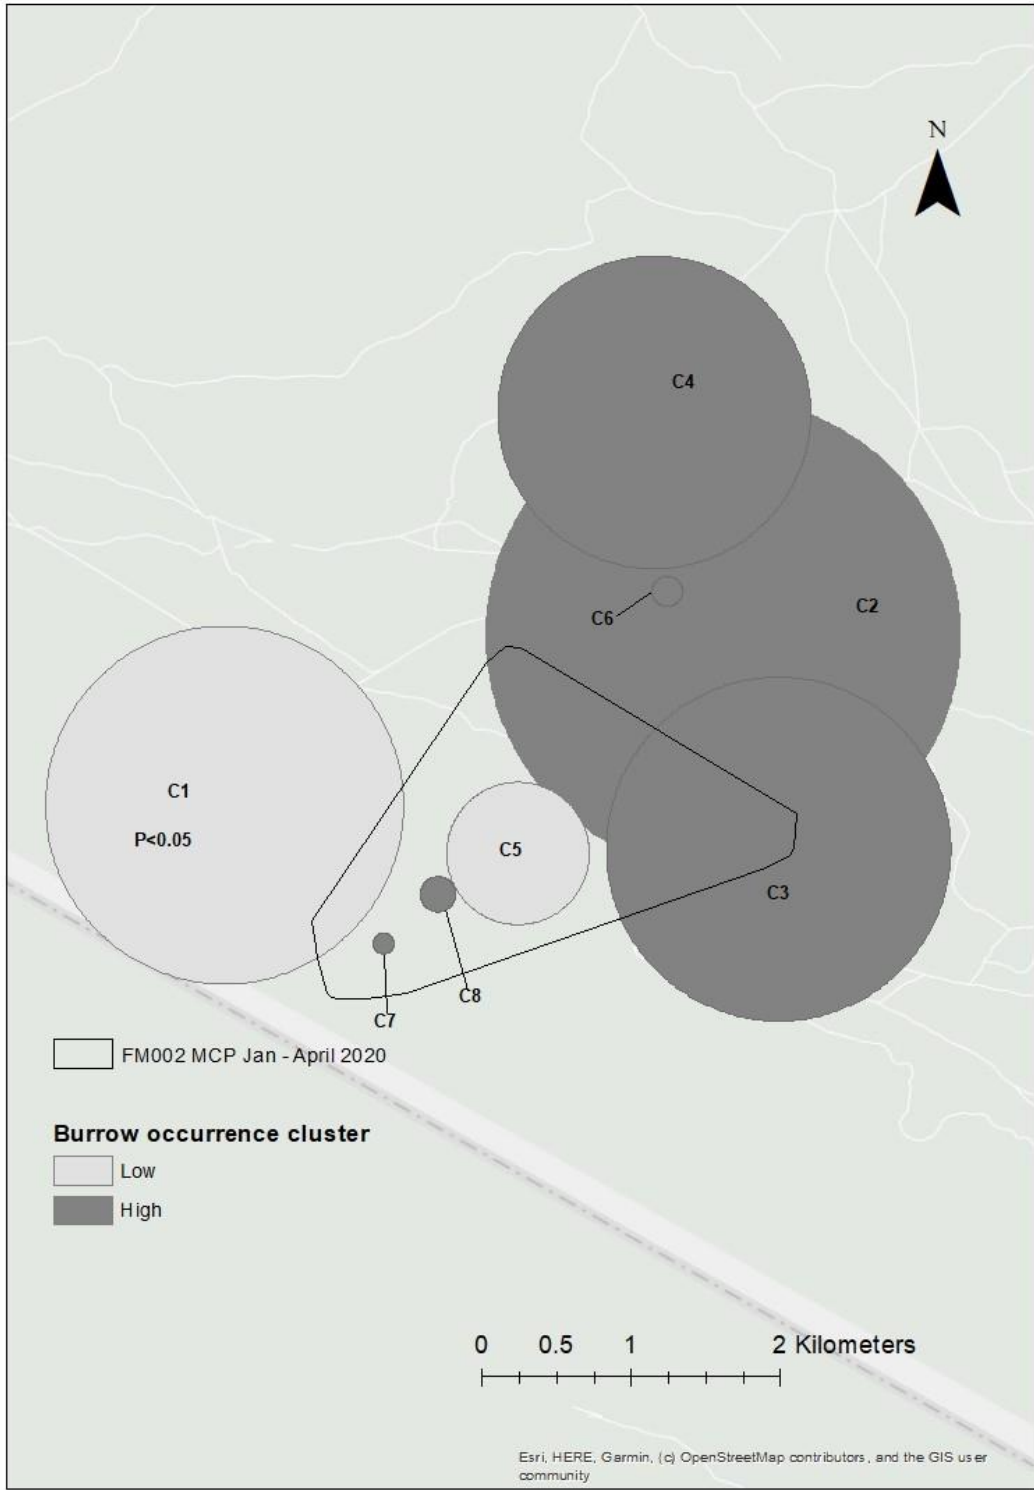 N
C4
C6
C2
C1
P<0.05
C5
C3
C8
C7
FM002 MCP Jan - April 2020
Burrow occurrence cluster
Low
High
0 0.5 1 2 Kilometers
Esri, HERE, Garmin, (c) OpenStreetMap contributors, and the GIS user
community